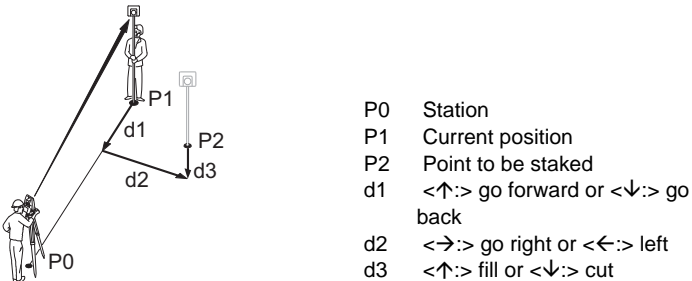 P1
d1
P2
d2
d3
P0
P0 Station
P1 Current position
P2 Point to be staked
d1 <↑:> go forward or <↓:> go
back
d2 <→:> go right or <←:> left
d3 <↑:> fill or <↓:> cut